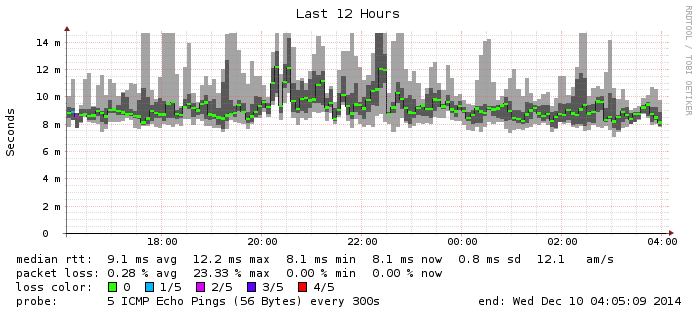 Last 12 Hours
RRDTOOL / TOBI OETIKER
Seconds
14 m
12 m
10 m
8 m
6 m
4 m
2 m
0
18:00 20:00 22:00 00:00 02:00 04:00
median rtt: 9.1 ms avg 12.2 ms max 8.1 ms min 8.1 ms now 0.8 ms sd 12.1 am/s
packet loss: 0.28 % avg 23.33 % max 0.00 % min 0.00 % now
loss color: 0 1/5 2/5 3/5 4/5
probe: 5 ICMP Echo Pings (56 Bytes) every 300s end: Wed Dec 10 04:05:09 2014